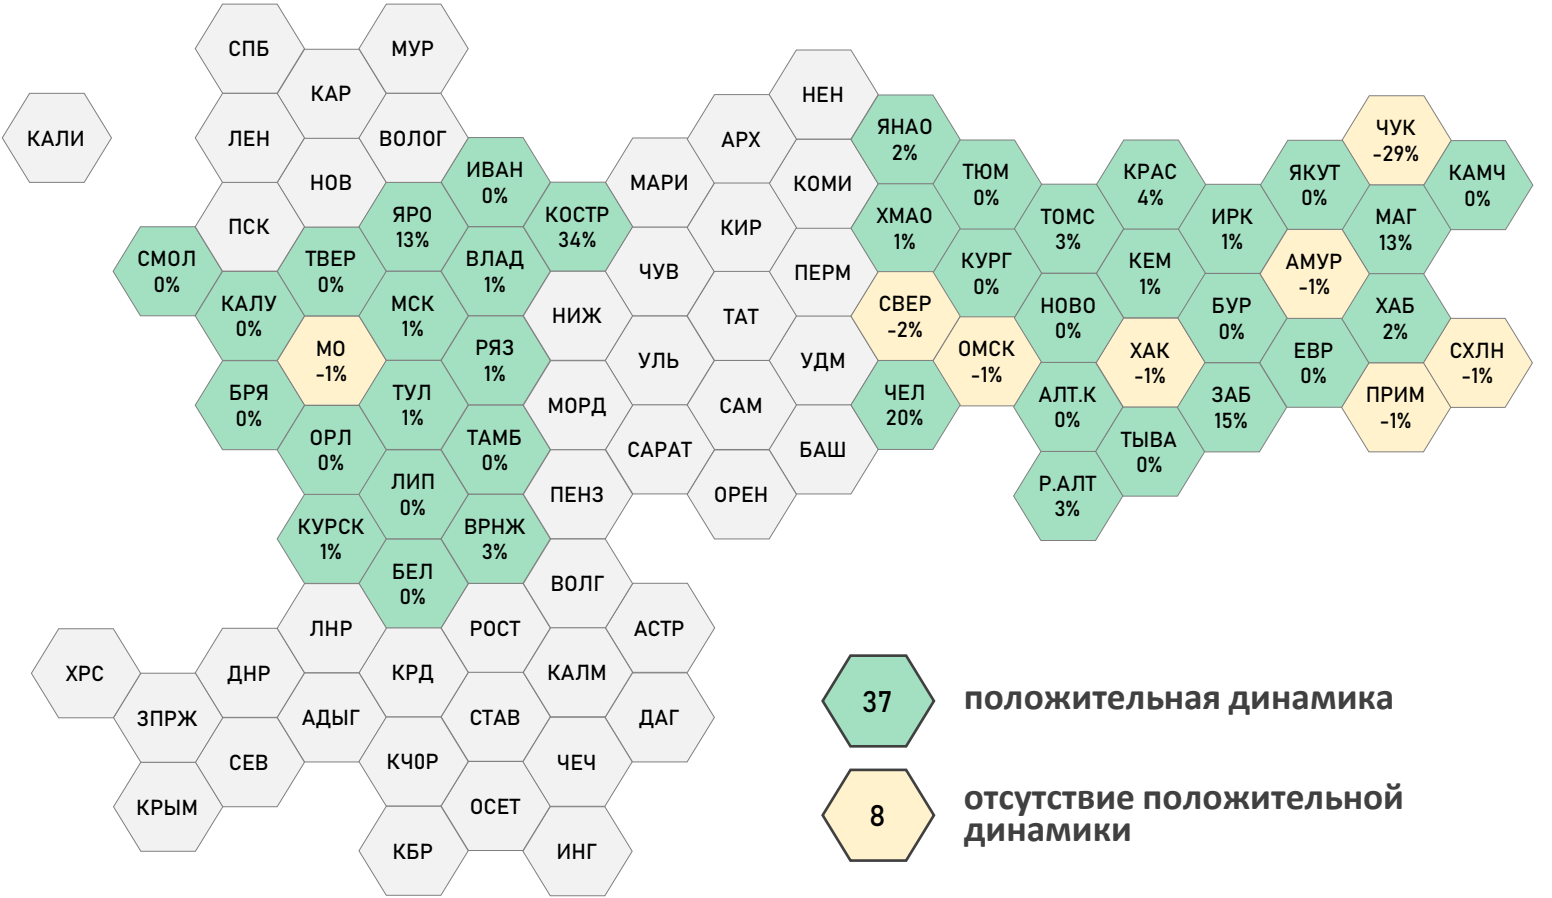 СПБ
МУР
КАР
НЕН
КАЛИ
ЛЕН
ВОЛОГ
АРХ
ЯНАО
2%
ЧУК
-29%
НОВ
ИВАН
0%
МАРИ
КОМИ
ТЮМ
0%
КРАС
4%
ЯКУТ
0%
КАМЧ
0%
ПСК
ЯРО
13%
КОСТР
34%
КИР
ХМАО
1%
ТОМС
3%
ИРК
1%
МАГ
13%
СМОЛ
0%
ТВЕР
0%
ВЛАД
1%
ЧУВ
ПЕРМ
КУРГ
0%
КЕМ
1%
АМУР
-1%
КАЛУ
0%
МСК
1%
НИЖ
ТАТ
СВЕР
-2%
НОВО
0%
БУР
0%
ХАБ
2%
МО
-1%
РЯЗ
1%
УЛЬ
УДМ
ОМСК
-1%
ХАК
-1%
ЕВР
0%
СХЛН
-1%
БРЯ
0%
ТУЛ
1%
МОРД
САМ
ЧЕЛ
20%
АЛТ.К
0%
ЗАБ
15%
ПРИМ
-1%
ОРЛ
0%
ТАМБ
0%
САРАТ
БАШ
ТЫВА
0%
ЛИП
0%
ПЕНЗ
ОРЕН
Р.АЛТ
3%
КУРСК
1%
ВРНЖ
3%
БЕЛ
0%
ВОЛГ
ЛНР
РОСТ
АСТР
ХРС
ДНР
КРД
КАЛМ
ЗПРЖ
АДЫГ
СТАВ
ДАГ
СЕВ
КЧОР
ЧЕЧ
КРЫМ
ОСЕТ
КБР
ИНГ
37
положительная динамика
8
отсутствие положительной
динамики